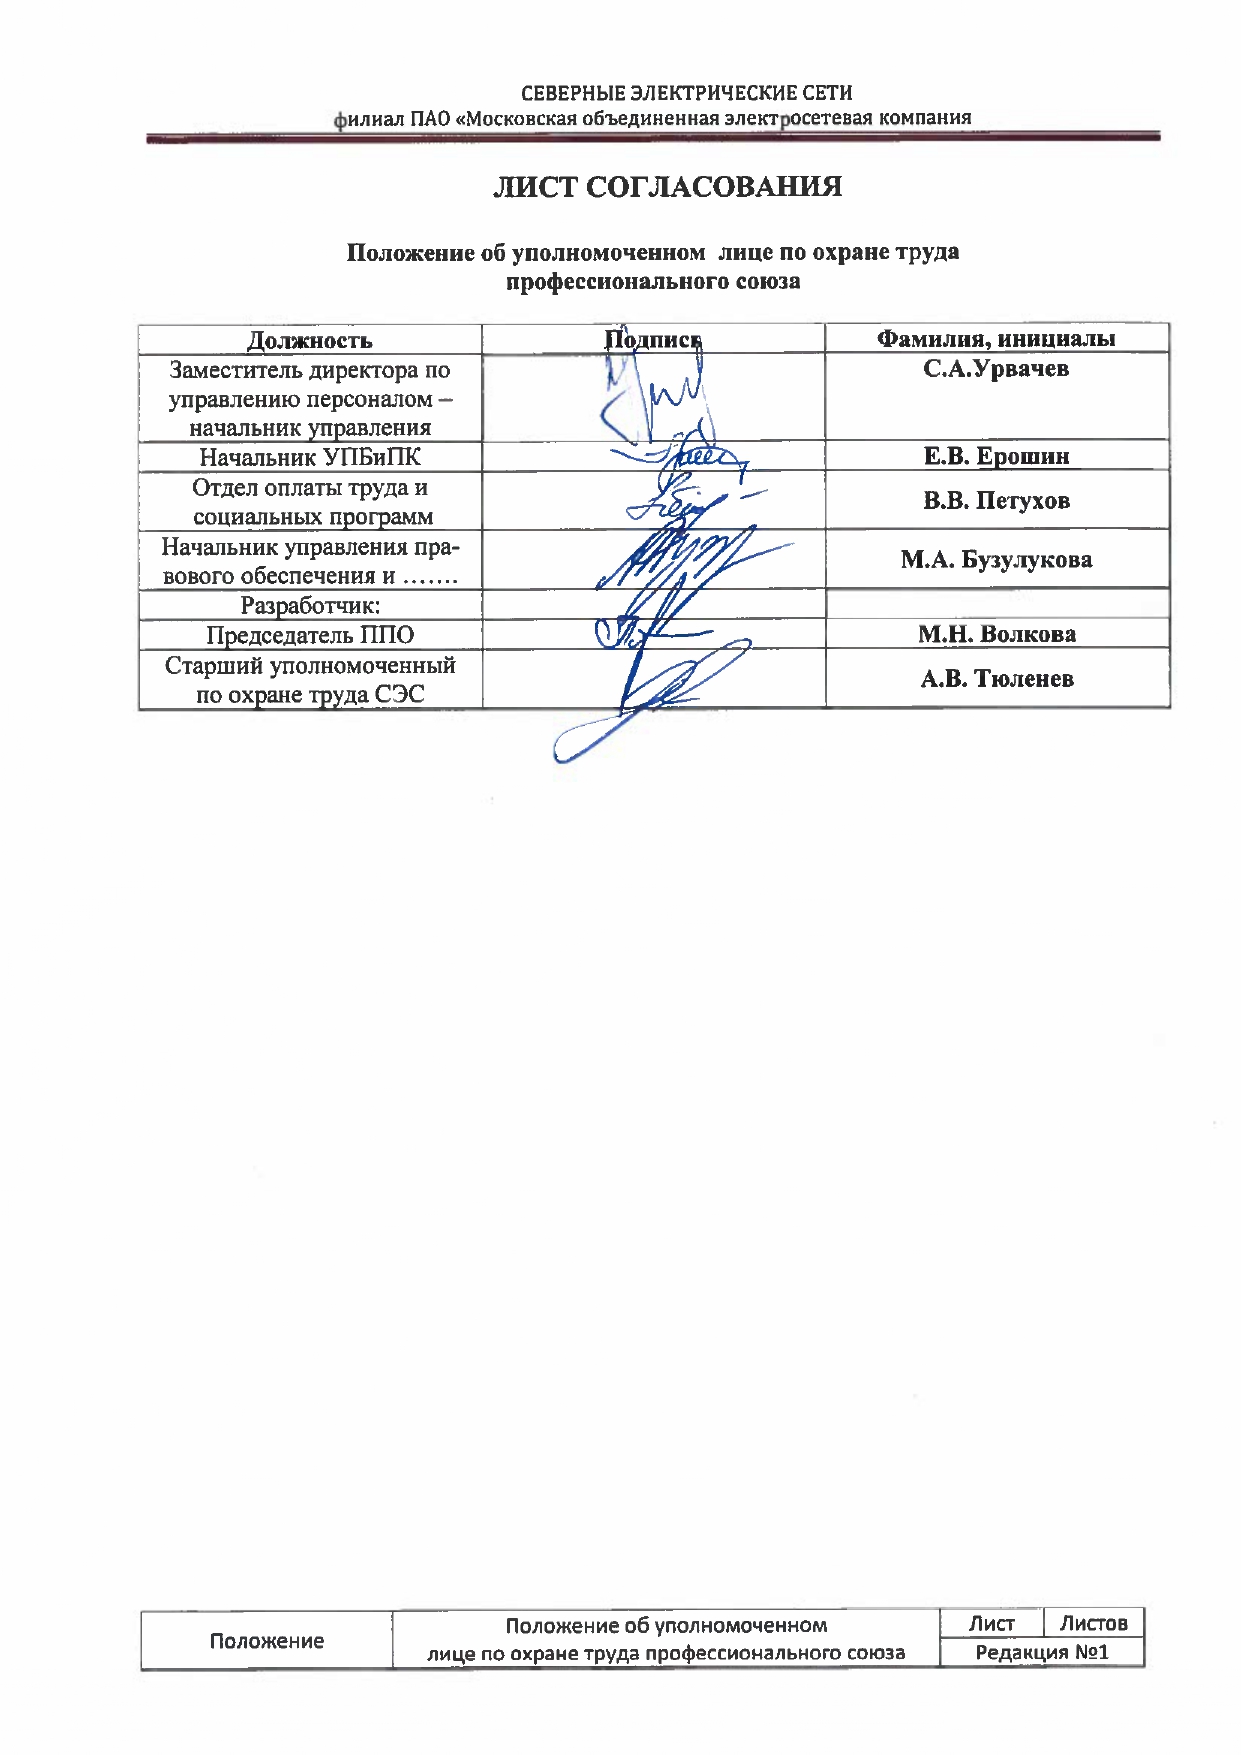 СЕВЕРНЫЕ ЭЛЕКТРИЧЕСКИЕ СЕТИ
филиал ПАО «Московская объединенная электросетевая компания
ЛИСТ СОГЛАСОВАНИЯ
Положение об уполномоченном лице по охране труда
профессионального союза
Должность Подпись Фамилия, инициалы
Заместитель директора по С.А.Урвачев
управлению персоналом –
начальник управления
Начальник УПБиПК Е.В. Ерошин
Отдел оплаты труда и
социальных программ
В.В. Петухов
Начальник управления пра-
вового обеспечения и …….
М.А. Бузулукова
Разработчик:
Председатель ППО М.Н. Волкова
Старший уполномоченный
по охране труда СЭС
А.В. Тюленев
Положение
Положение об уполномоченном
лице по охране труда профессионального союза
Лист Листов
Редакция №1